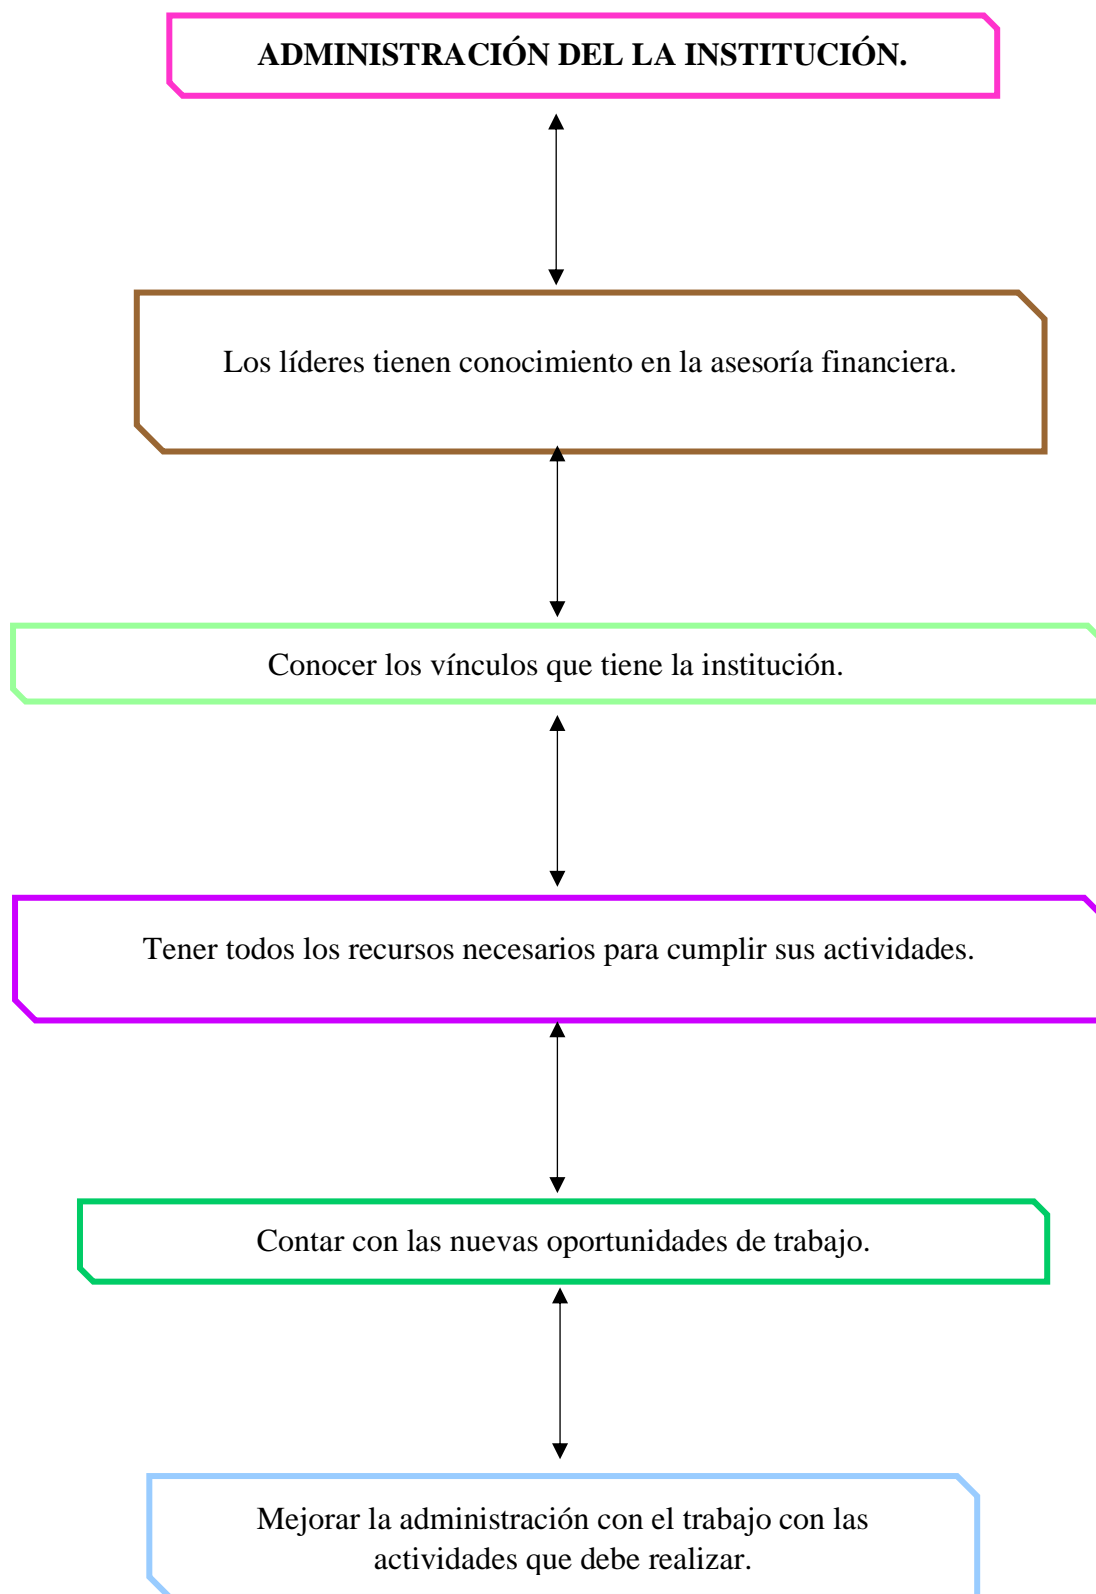 ADMINISTRACIÓN DEL LA INSTITUCIÓN.
Los líderes tienen conocimiento en la asesoría financiera.
Conocer los vínculos que tiene la institución.
Tener todos los recursos necesarios para cumplir sus actividades.
Contar con las nuevas oportunidades de trabajo.
Mejorar la administración con el trabajo con las
actividades que debe realizar.